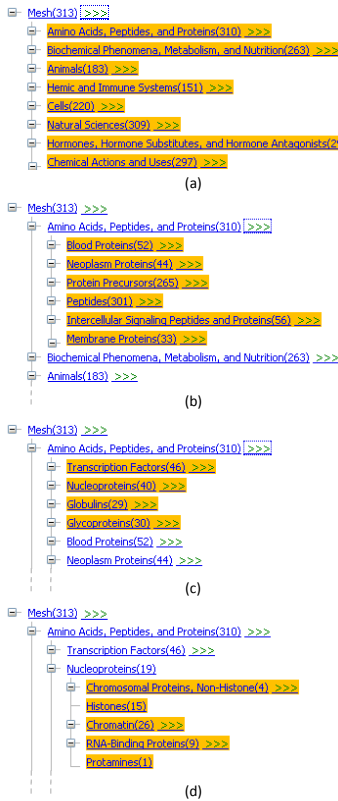 Mesh(313) >>>
Amino Acids, Peptides, and Proteins(310) >>>
Biochemical Phenomena, Metabolism, and Nutrition(263) >>>
Animals(183) >>>
Hemic and Immune Systems(151) >>>
Cells(220) >>>
Natural Sciences(309) >>>
Hormones, Hormone Substitutes, and Hormone Antagonists(2
Chemical Actions and Uses(297) >>>
(a)
Mesh(313) >>>
Amino Acids, Peptides, and Proteins(310) >>>
Blood Proteins(52) >>>
Neoplasm Proteins(44) >>>
Protein Precursors(265) >>>
Peptides(301) >>>
Intercellular Signaling Peptides and Proteins(56) >>>
Membrane Proteins(33) >>>
Biochemical Phenomena, Metabolism, and Nutrition(263) >>>
Animals(183) >>>
(b)
Mesh(313) >>>
Amino Acids, Peptides, and Proteins(310) >>>
Transcription Factors(46) >>>
Nucleoproteins(40) >>>
Globulins(29) >>>
Glycoproteins(30) >>>
Blood Proteins(52) >>>
Neoplasm Proteins(44) >>>
(c)
Mesh(313) >>>
Amino Acids, Peptides, and Proteins(310) >>>
Transcription Factors(46) >>>
Nucleoproteins(19)
Chromosomal Proteins, Non-Histone(4) >>>
Histones(15)
Chromatin(26) >>>
RNA-Binding Proteins(9) >>>
Protamines(1)
(d)